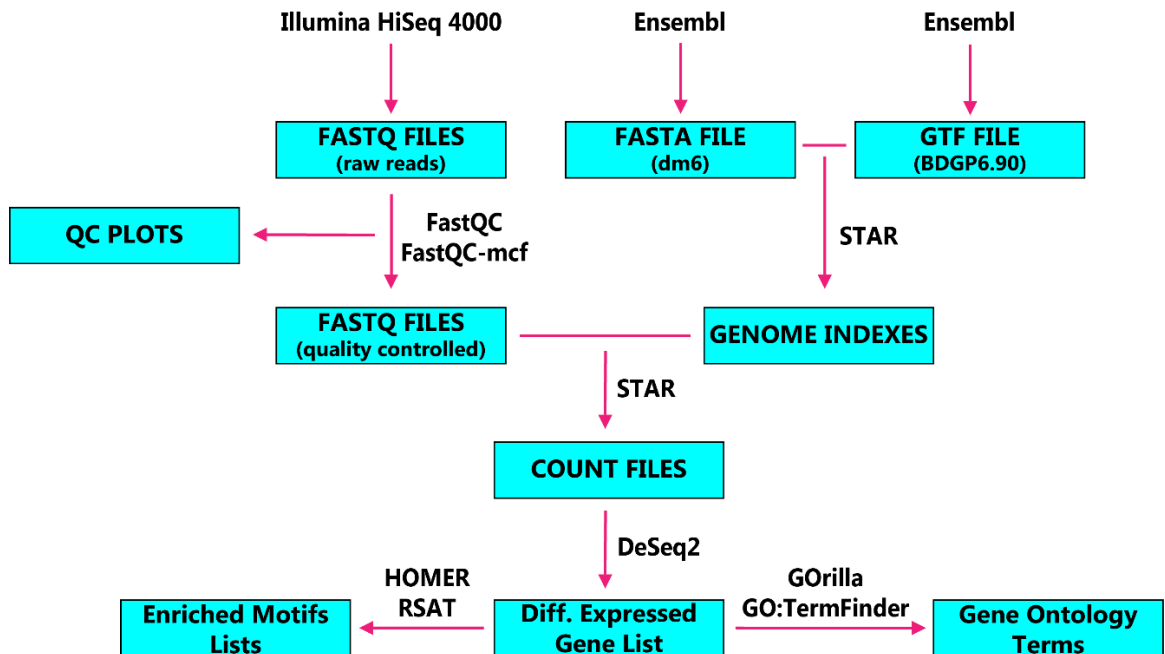 Illumina HiSeq 4000
Ensembl
Ensembl
FASTQ FILES
(raw reads)
FASTA FILE
(dm6)
GTF FILE
(BDGP6.90)
QC PLOTS
FastQC
FastQC-mcf
STAR
FASTQ FILES
(quality controlled)
GENOME INDEXES
STAR
COUNT FILES
DeSeq2
HOMER
RSAT
GOrilla
GO:TermFinder
Enriched Motifs
Lists
Diff. Expressed
Gene List
Gene Ontology
Terms